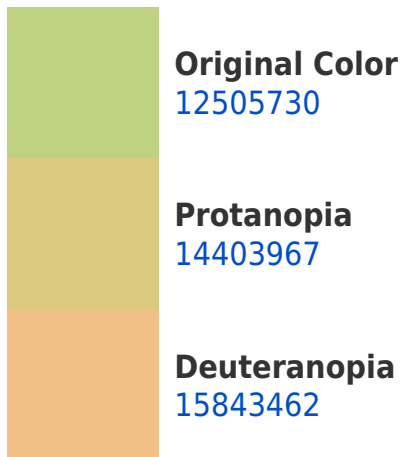 Original Color
12505730
Protanopia
14403967
Deuteranopia
15843462